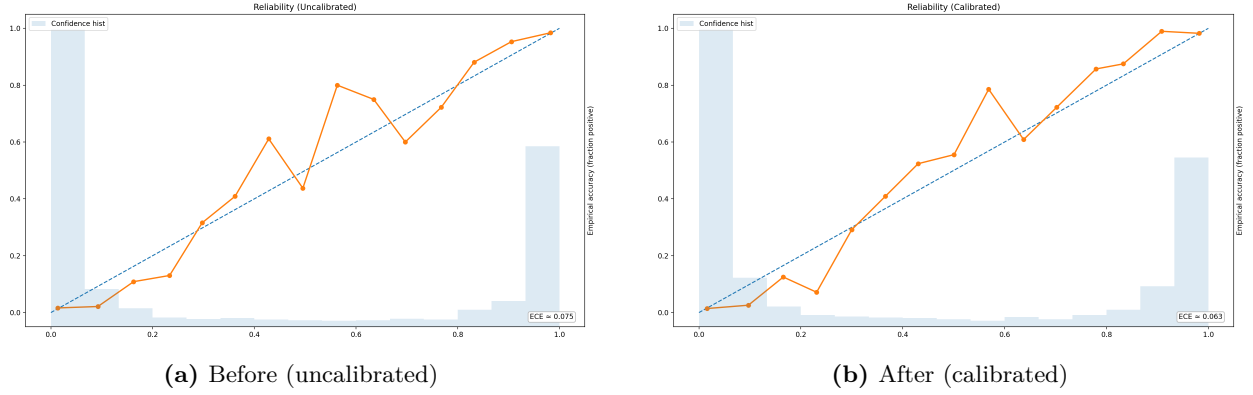 Reliability (Uncalibrated)
Confidence hist
1.0
0.8
0.6
0.4
0.2
0.0
0.0 0.2 0.4 0.6 0.8 1.0
Empirical accuracy (fraction positive)
ECE ≃ 0.075
(a) Before (uncalibrated)
Reliability (Calibrated)
Confidence hist
1.0
0.8
0.6
0.4
0.2
0.0
0.0 0.2 0.4 0.6 0.8 1.0
Empirical accuracy (fraction positive)
ECE ≃ 0.063
(b) After (calibrated)